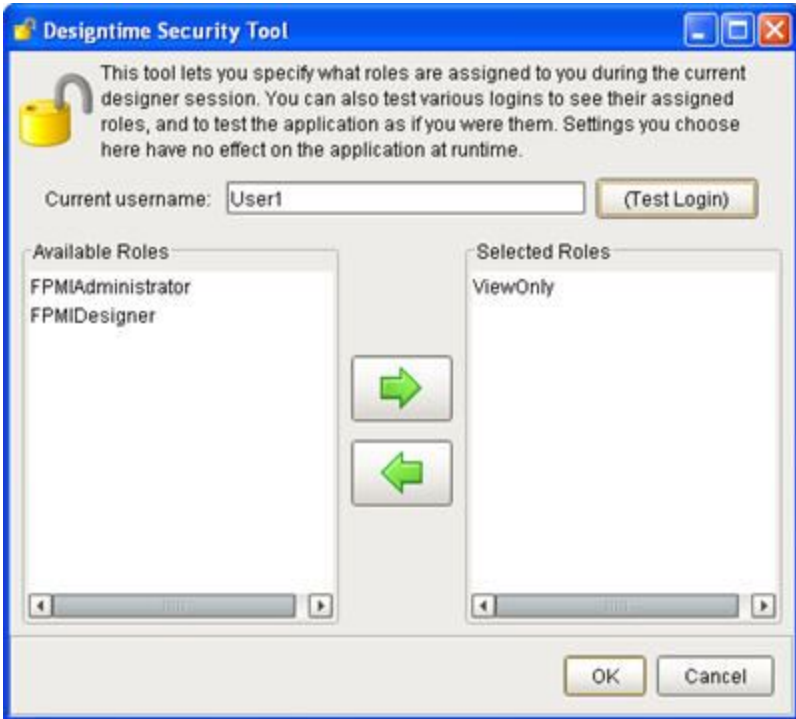 Designtime Security Tool
This tool lets you specify what roles are assigned to you during the current
designer session. You can also test various logins to see their assigned
roles, and to test the application as if you were them. Settings you choose
here have no effect on the application at runtime.
Current username: User1 (Test Login)
Available Roles Selected Roles
FPMIAdministrator ViewOnly
FPMIDesigner
OK Cancel